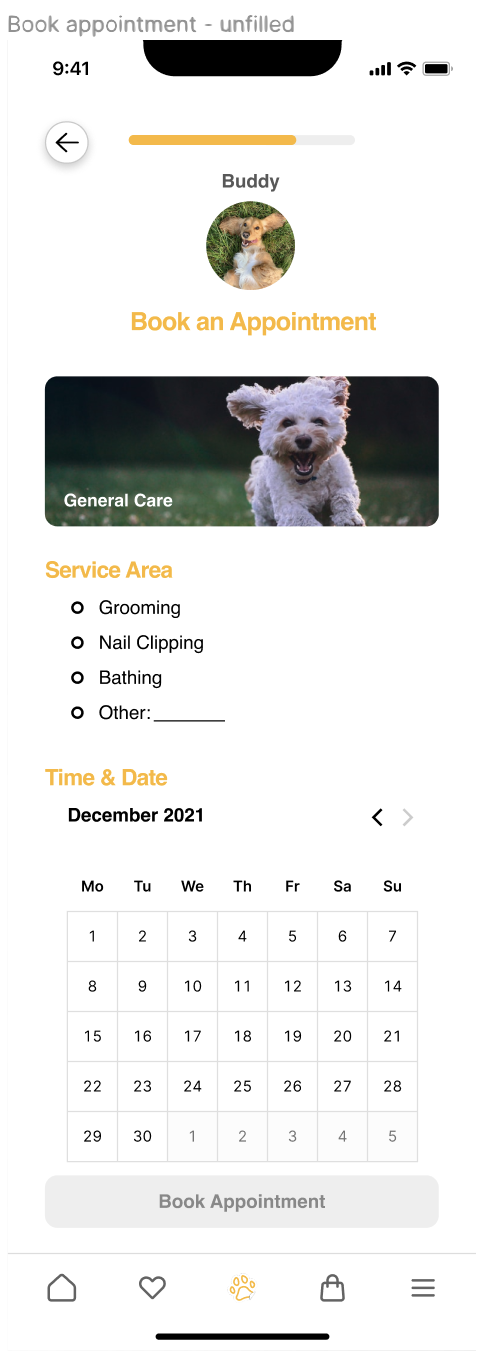 Book appointment - unfilled
9:41
Buddy
Book an Appointment
General Care
Service Area
Grooming
Nail Clipping
Bathing
Other:_______
Time & Date
December 2021
Mo Tu We Th Fr Sa Su
1 2 3 4 5 6 7
8 9 10 11 12 13 14
15 16 17 18 19 20 21
22 23 24 25 26 27 28
29 30 1 2 3 4 5
Book Appointment